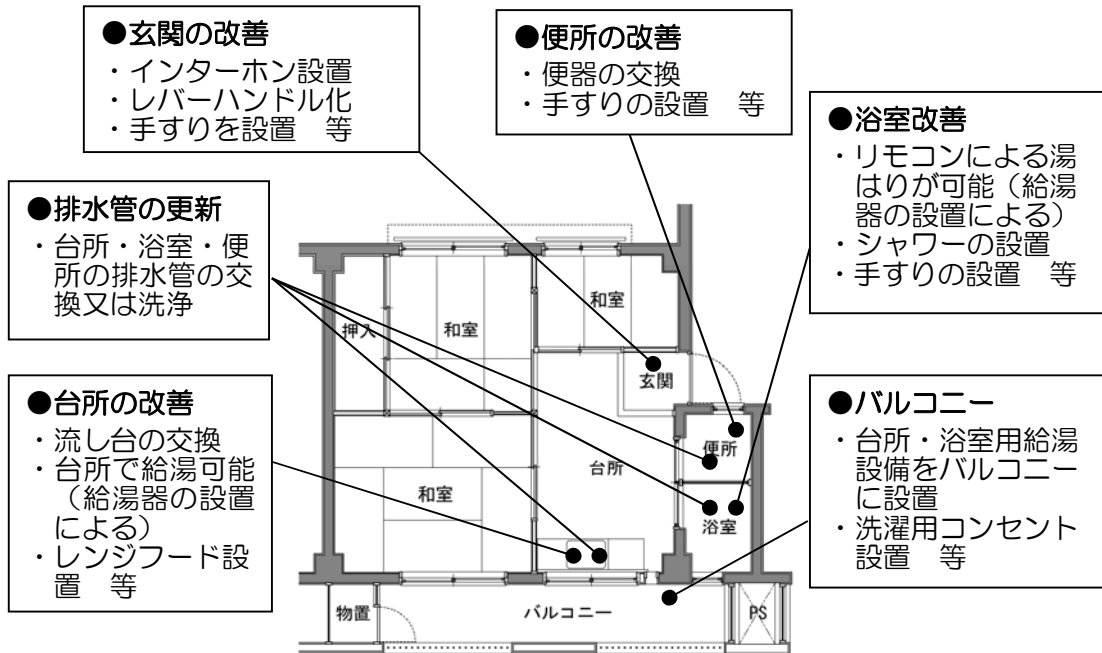 ●玄関の改善
・インターホン設置
・レバーハンドル化
・手すりを設置　等
●便所の改善
・便器の交換
・手すりの設置　等
●浴室改善
・リモコンによる湯
はりが可能（給湯
器の設置による）
・シャワーの設置
・手すりの設置　等
●排水管の更新
・台所・浴室・便
所の排水管の交
換又は洗浄
●台所の改善
・流し台の交換
・台所で給湯可能
（給湯器の設置
による）
・レンジフード設
置　等
●バルコニー
・台所・浴室用給湯
設備をバルコニー
に設置
・洗濯用コンセント
設置　等
和室
押入
和室
玄関
便所
台所
和室
浴室
物置
バルコニー
PS